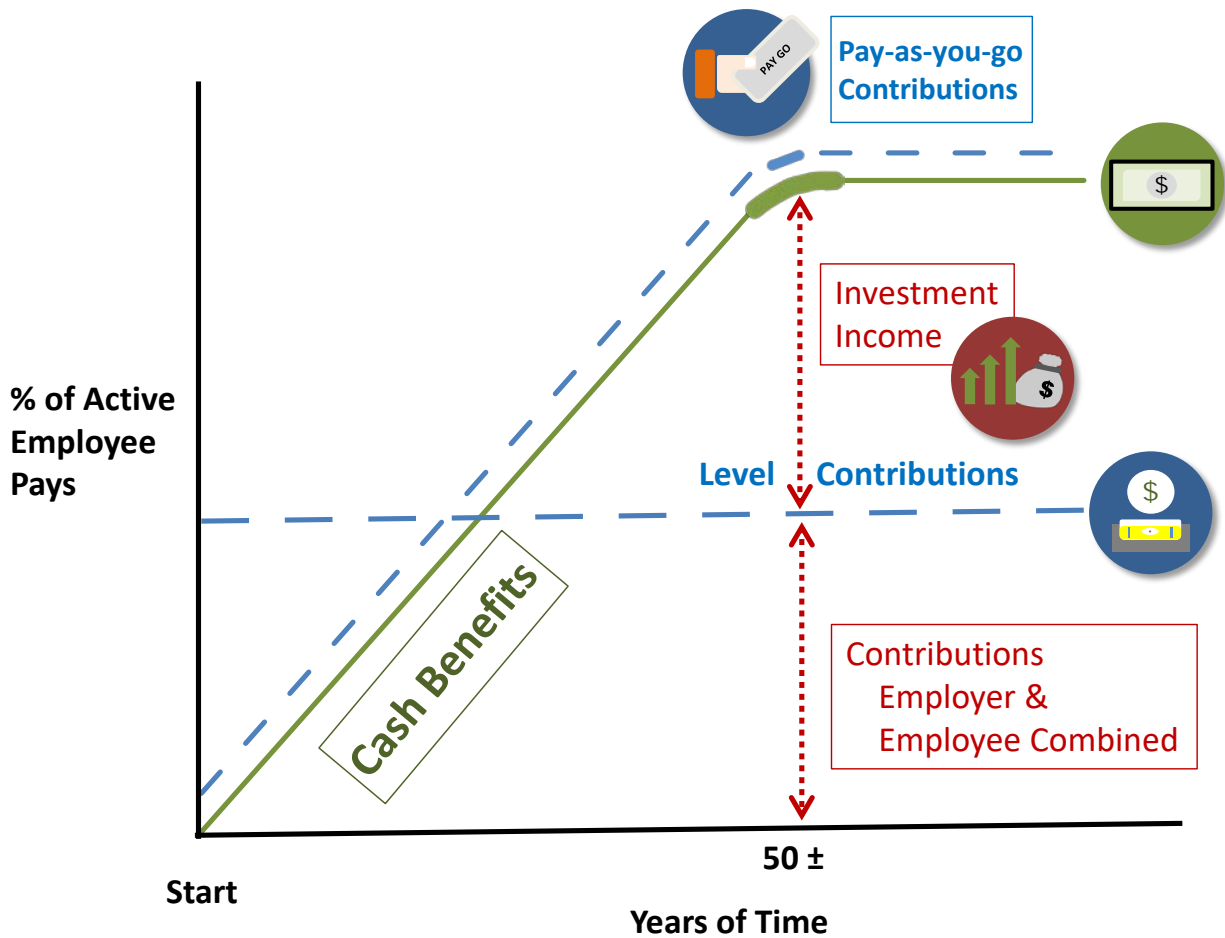 PAY GO
Pay-as-you-go
Contributions
$
Investment
Income
$
% of Active
Employee
Pays
Level Contributions
$
Cash Benefits
Contributions
Employer &
Employee Combined
50 ±
Start
Years of Time